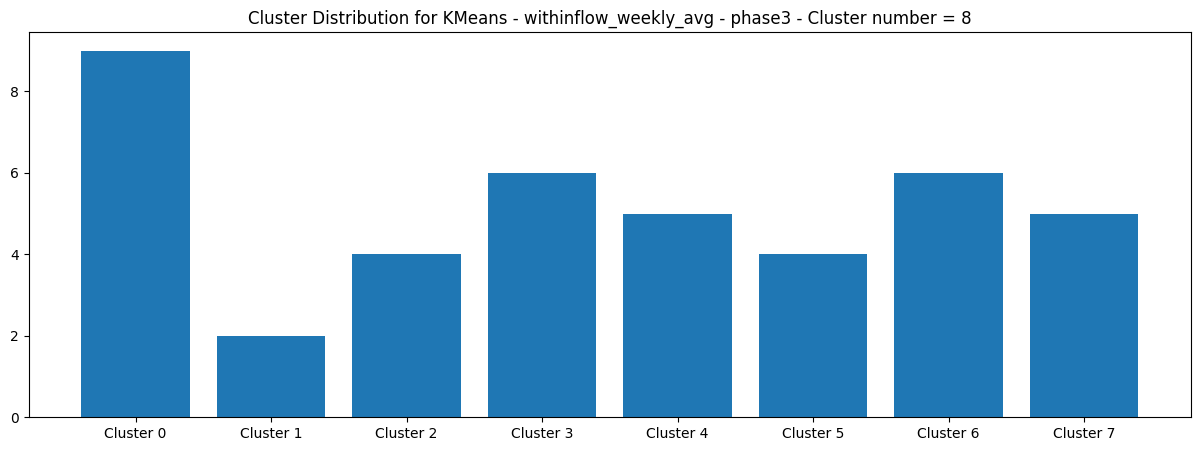 Cluster Distribution for KMeans - withinflow_weekly_avg - phase3 - Cluster number = 8
8
6
4
2
0
Cluster 0 Cluster 1 Cluster 2 Cluster 3 Cluster 4 Cluster 5 Cluster 6 Cluster 7